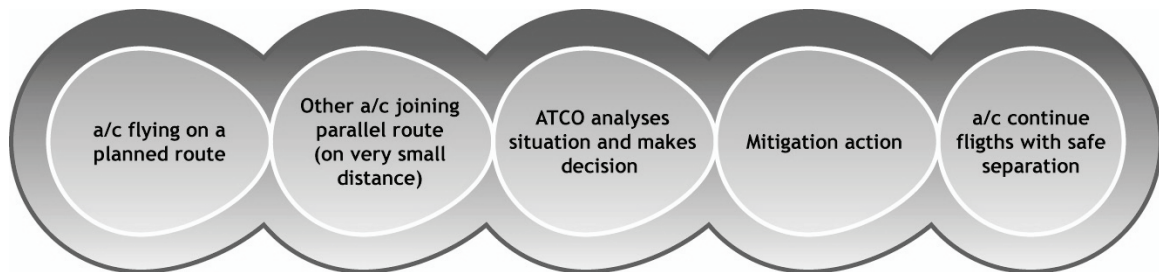 a/c flying on a
planned route
Other a/c joining
parallel route
(on very small
distance)
ATCO analyses
situation and makes
decision
Mitigation action
a/c continue
fligths with safe
separation